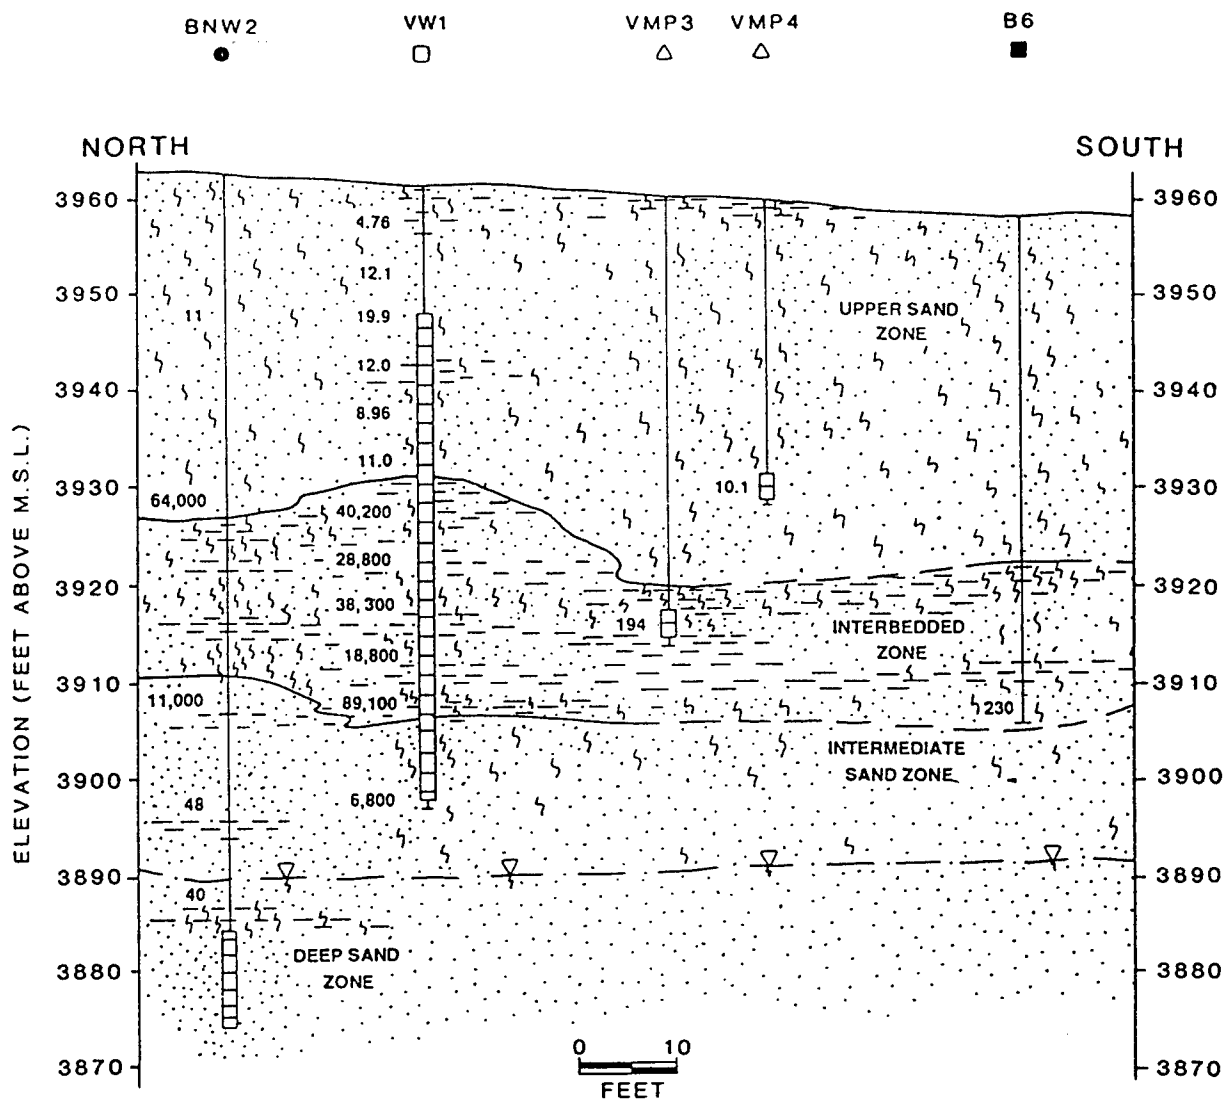 BNW2 VW1 VMP3 VMP4 B6
NORTH SOUTH
3960 3960
4.76
12.1
3950 3950
11 19.9 UPPER SAND
ZONE
12.0
3940 3940
8.96
11.0
3930 10.1 3930
64,000
40,200
28,800
3920 3920
38,300
194 INTERBEDDED
ZONE
18,800
3910 3910
11,000 89,100 230
INTERMEDIATE
SAND ZONE
3900 3900
48 6,800
3890 3890
40
DEEP SAND
ZONE
3880 3880
3870 3870
0 10
FEET
ELEVATION (FEET ABOVE M.S.L.)